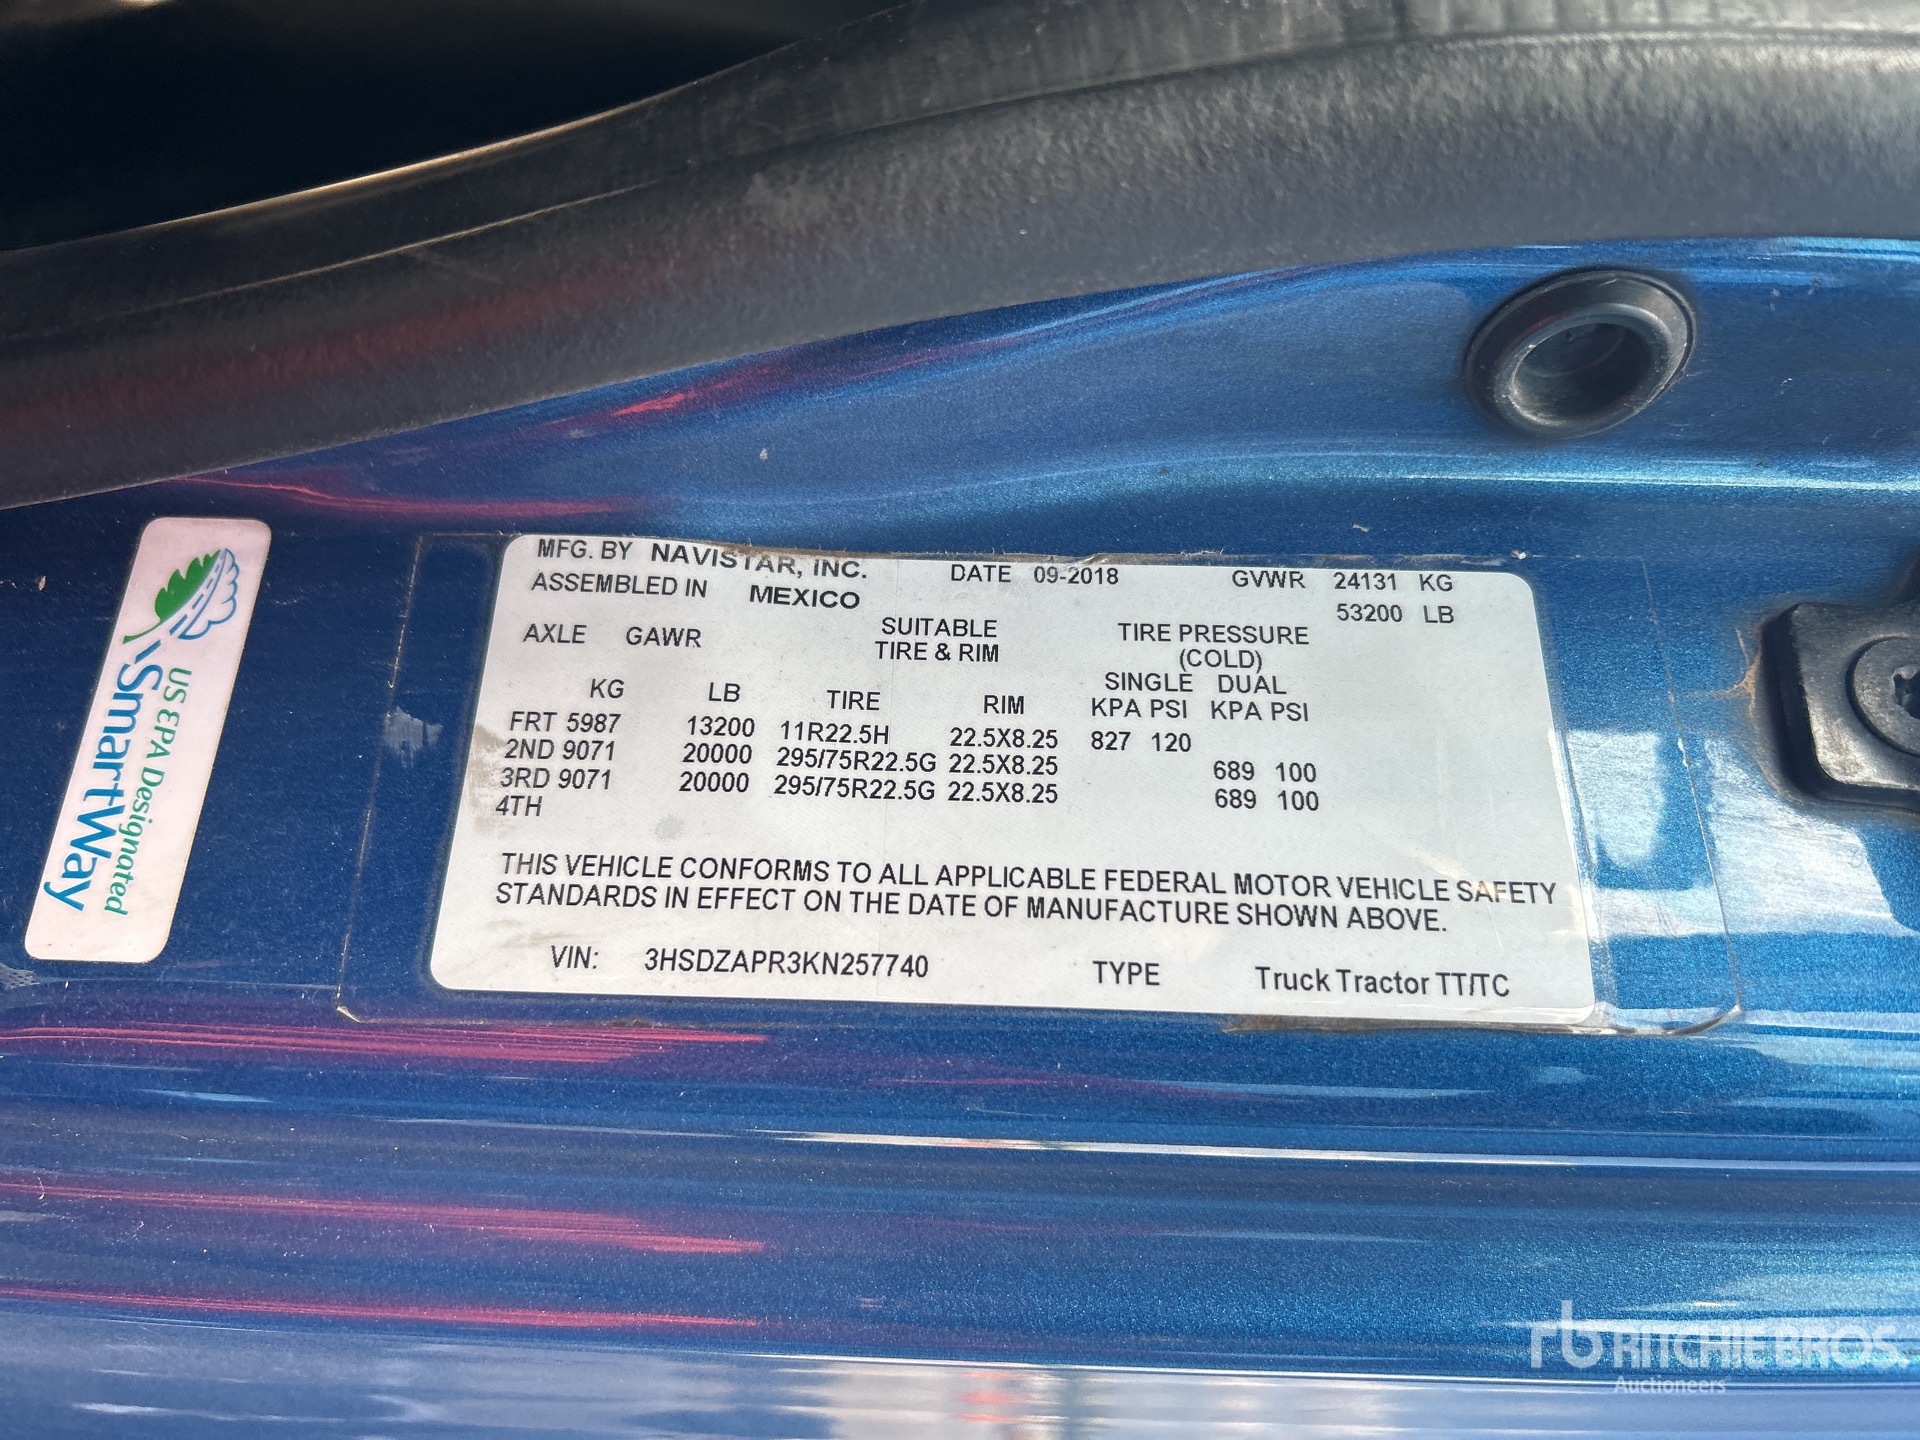 US EPA Designated
SmartWay
MFG. BY NAVISTAR, INC. DATE 09-2018 GVWR 24131 KG
ASSEMBLED IN MEXICO 53200 LB
AXLE GAWR SUITABLE TIRE PRESSURE
TIRE & RIM (COLD)
SINGLE DUAL
KG LB TIRE RIM KPA PSI KPA PSI
FRT 5987 13200 11R22.5H 22.5X8.25 827 120
2ND 9071 20000 295/75R22.5G 22.5X8.25 689 100
3RD 9071 20000 295/75R22.5G 22.5X8.25 689 100
4TH
THIS VEHICLE CONFORMS TO ALL APPLICABLE FEDERAL MOTOR VEHICLE SAFETY
STANDARDS IN EFFECT ON THE DATE OF MANUFACTURE SHOWN ABOVE.
VIN: 3HSDZAPR3KN257740 TYPE Truck Tractor TT/TC
rb RITCHIE BROS.
Auctioneers